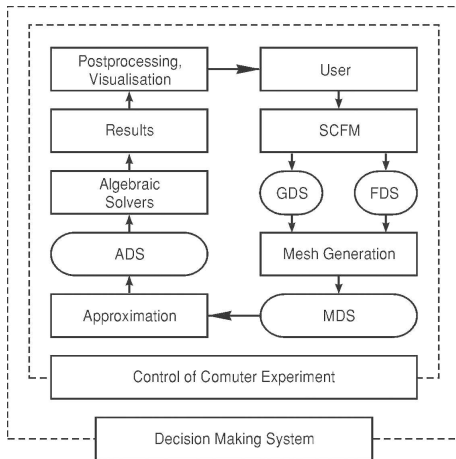 Postprocessing,
Visualisation
User
Results
SCFM
Algebraic
Solvers
GDS
FDS
ADS
Mesh Generation
Approximation
MDS
Control of Comuter Experiment
Decision Making System